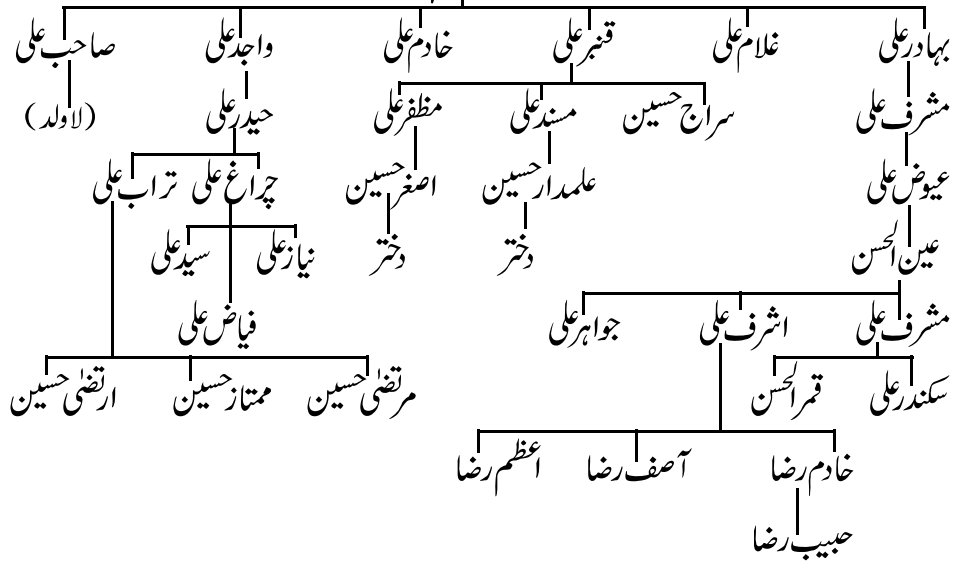 بہادر علی غلام علی قنبر علی خادم علی واجد علی صاحب علی
مشرف علی سراج حسین مسند علی مظفر علی حیدر علی (لاولد)
عیوض علی علمدار حسین اصغر حسین چراغ علی تراب علی
عین الحسن دختر دختر نیاز علی سید علی
مشرف علی اشرف علی جواہر علی فیاض علی
سکندر علی قمر الحسن مرتضیٰ حسین ممتاز حسین ارتضیٰ حسین
خادم رضا آصف رضا اعظم رضا
حبیب رضا